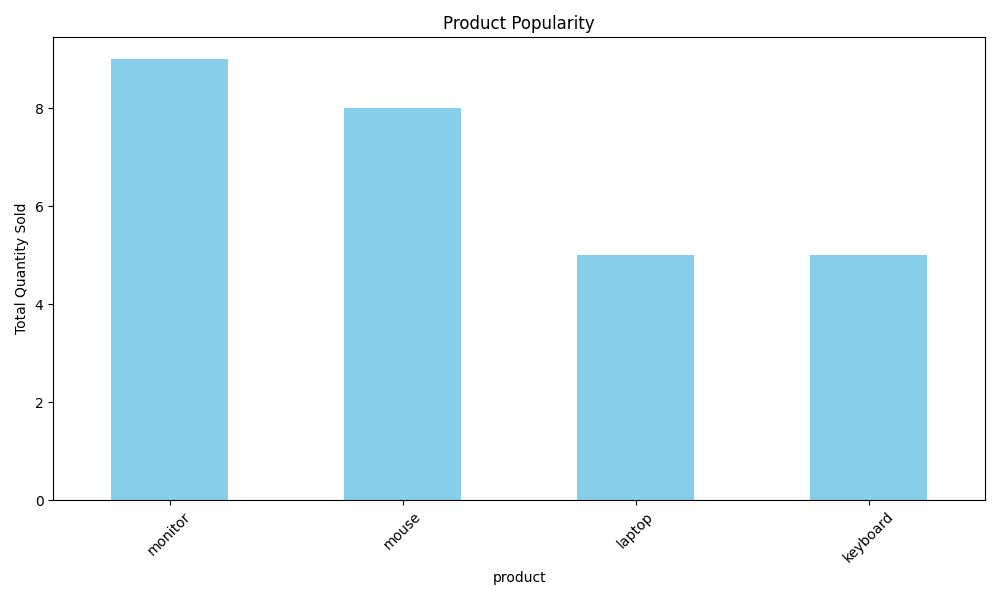 Product Popularity
Total Quantity Sold
8
6
4
2
0
monitor
mouse
laptop
keyboard
product